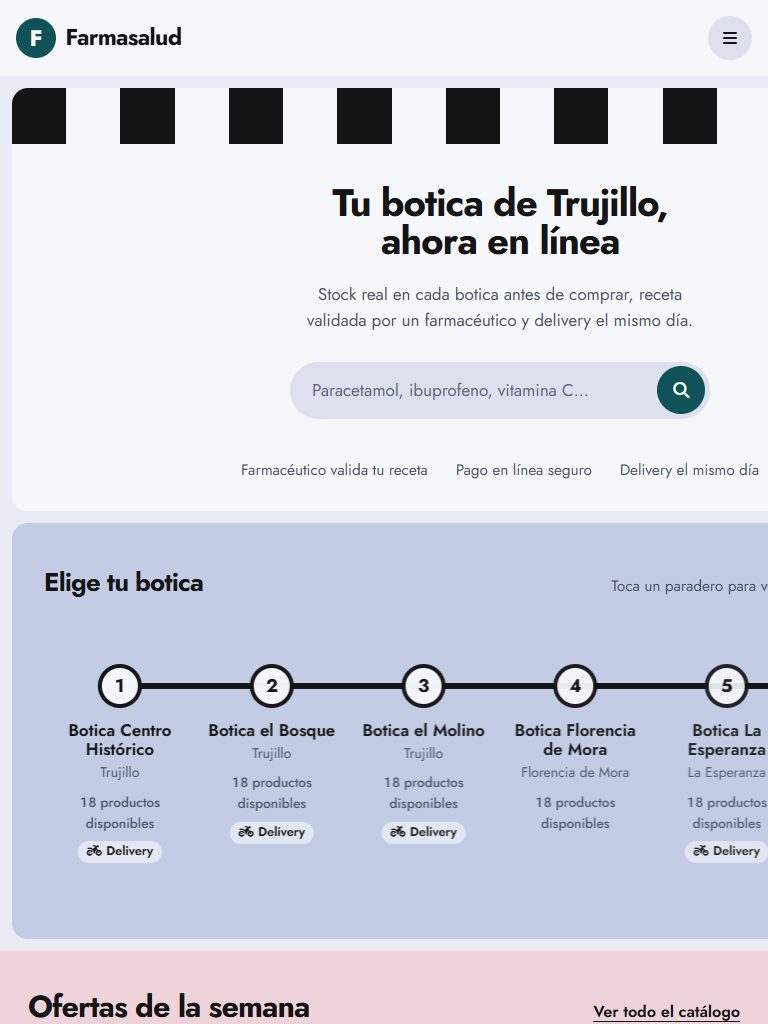 F Farmasalud
Tu botica de Trujillo,
ahora en línea
Stock real en cada botica antes de comprar, receta
validada por un farmacéutico y delivery el mismo día.
Paracetamol, ibuprofeno, vitamina C...
Farmacéutico valida tu receta Pago en línea seguro Delivery el mismo día
Elige tu botica
Toca un paradero para v
1
Botica Centro
Histórico
Trujillo
18 productos
disponibles
Delivery
2
Botica el Bosque
Trujillo
18 productos
disponibles
Delivery
3
Botica el Molino
Trujillo
18 productos
disponibles
Delivery
4
Botica Florencia
de Mora
Florencia de Mora
18 productos
disponibles
5
Botica La
Esperanza
La Esperanza
18 productos
disponibles
Delivery
Ofertas de la semana
Ver todo el catálogo